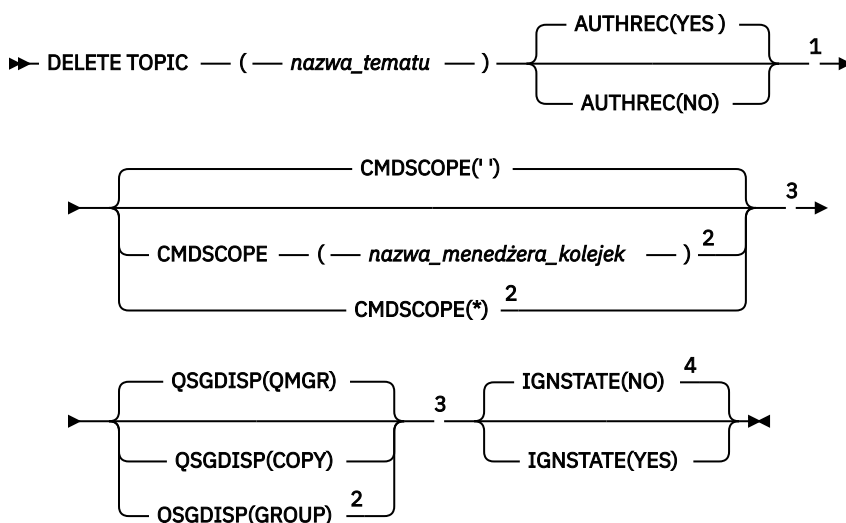 AUTHREC(YES )
DELETE TOPIC ( nazwa_tematu ) 1
AUTHREC(NO)
CMDSCOPE(' ')
3
CMDSCOPE ( nazwa_menedżera_kolejek ) 2
CMDSCOPE(*) 2
QSGDISP(QMGR) IGNSTATE(NO) 4
3
QSGDISP(COPY) IGNSTATE(YES)
QSGDISP(GROUP) 2